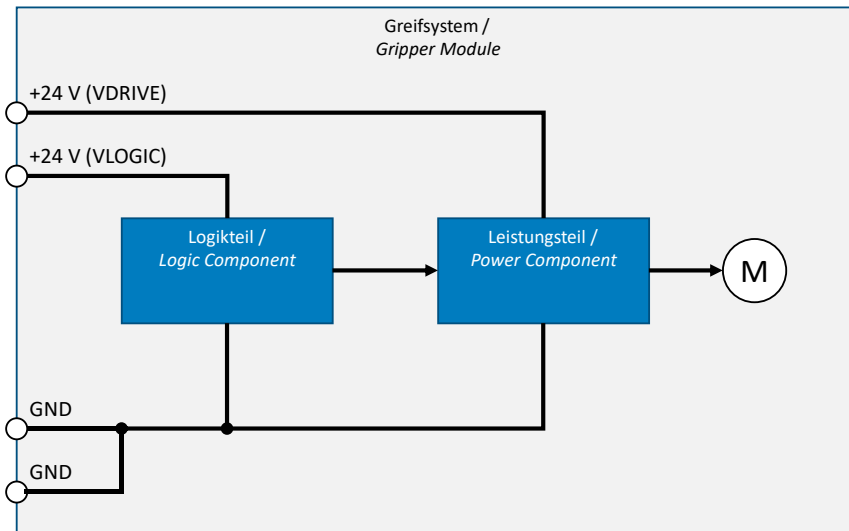 Greifsystem /
Gripper Module
+24 V (VDRIVE)
+24 V (VLOGIC)
Logikteil /
Logic Component
Leistungsteil /
Power Component
M
GND
GND